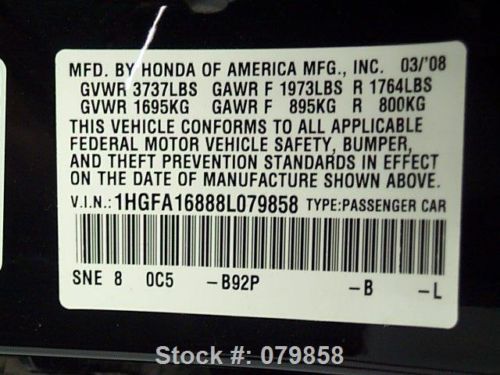 MFD. BY HONDA OF AMERICA MFG., INC. 03/'08
GVWR 3737LBS GAWR F 1973LBS R 1764LBS
GVWR 1695KG GAWR F 895KG R 800KG
THIS VEHICLE CONFORMS TO ALL APPLICABLE
FEDERAL MOTOR VEHICLE SAFETY, BUMPER,
AND THEFT PREVENTION STANDARDS IN EFFECT
ON THE DATE OF MANUFACTURE SHOWN ABOVE.
V.I.N.: 1HGFA16888L079858 TYPE:PASSENGER CAR
SNE 8 0C5 -B92P -B -L
Stock #: 079858